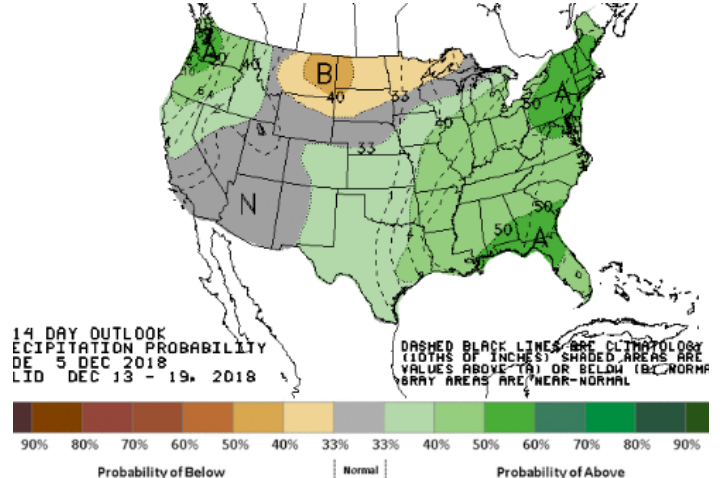 A
40
B
40
33
40
33
50
A
N
50
50
A
14 DAY OUTLOOK
ECIPITATION PROBABILITY
DE 5 DEC 2018
LID DEC 13 - 19, 2018
DASHED BLACK LINES ARE CLIMATOLOGY
(10THS OF INCHES) SHADED AREAS ARE
VALUES ABOVE (A) OR BELOW (B) NORMA
GRAY AREAS ARE NEAR-NORMAL
90% 80% 70% 60% 50% 40% 33% 33% 40% 50% 60% 70% 80% 90%
Probability of Below Normal Probability of Above